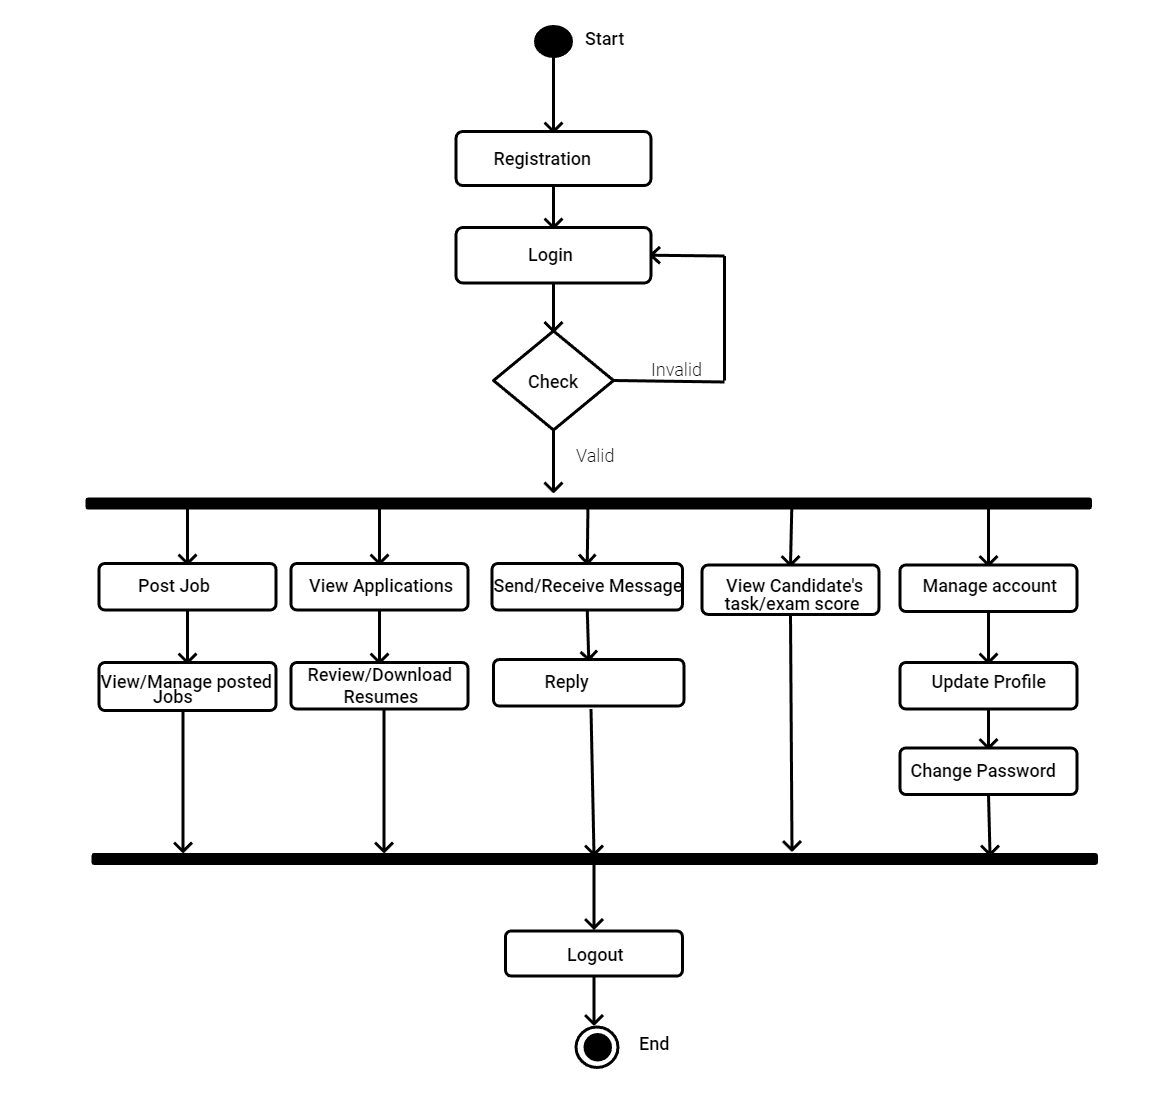 Start
Registration
Login
Check
Invalid
Valid
Post Job
View Applications
Send/Receive Message
View Candidate's
task/exam score
Manage account
View/Manage posted
Jobs
Review/Download
Resumes
Reply
Update Profile
Change Password
Logout
End